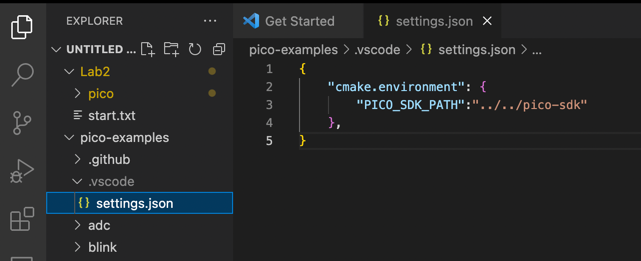 EXPLORER ...
UNTITLED ...
Lab2
pico
start.txt
pico-examples
.github
.vscode
{} settings.json
adc
blink
Get Started {} settings.json
pico-examples > .vscode > {} settings.json > ...
1 {
2 "cmake.environment": {
3 "PICO_SDK_PATH":"../../pico-sdk"
4 },
5 }